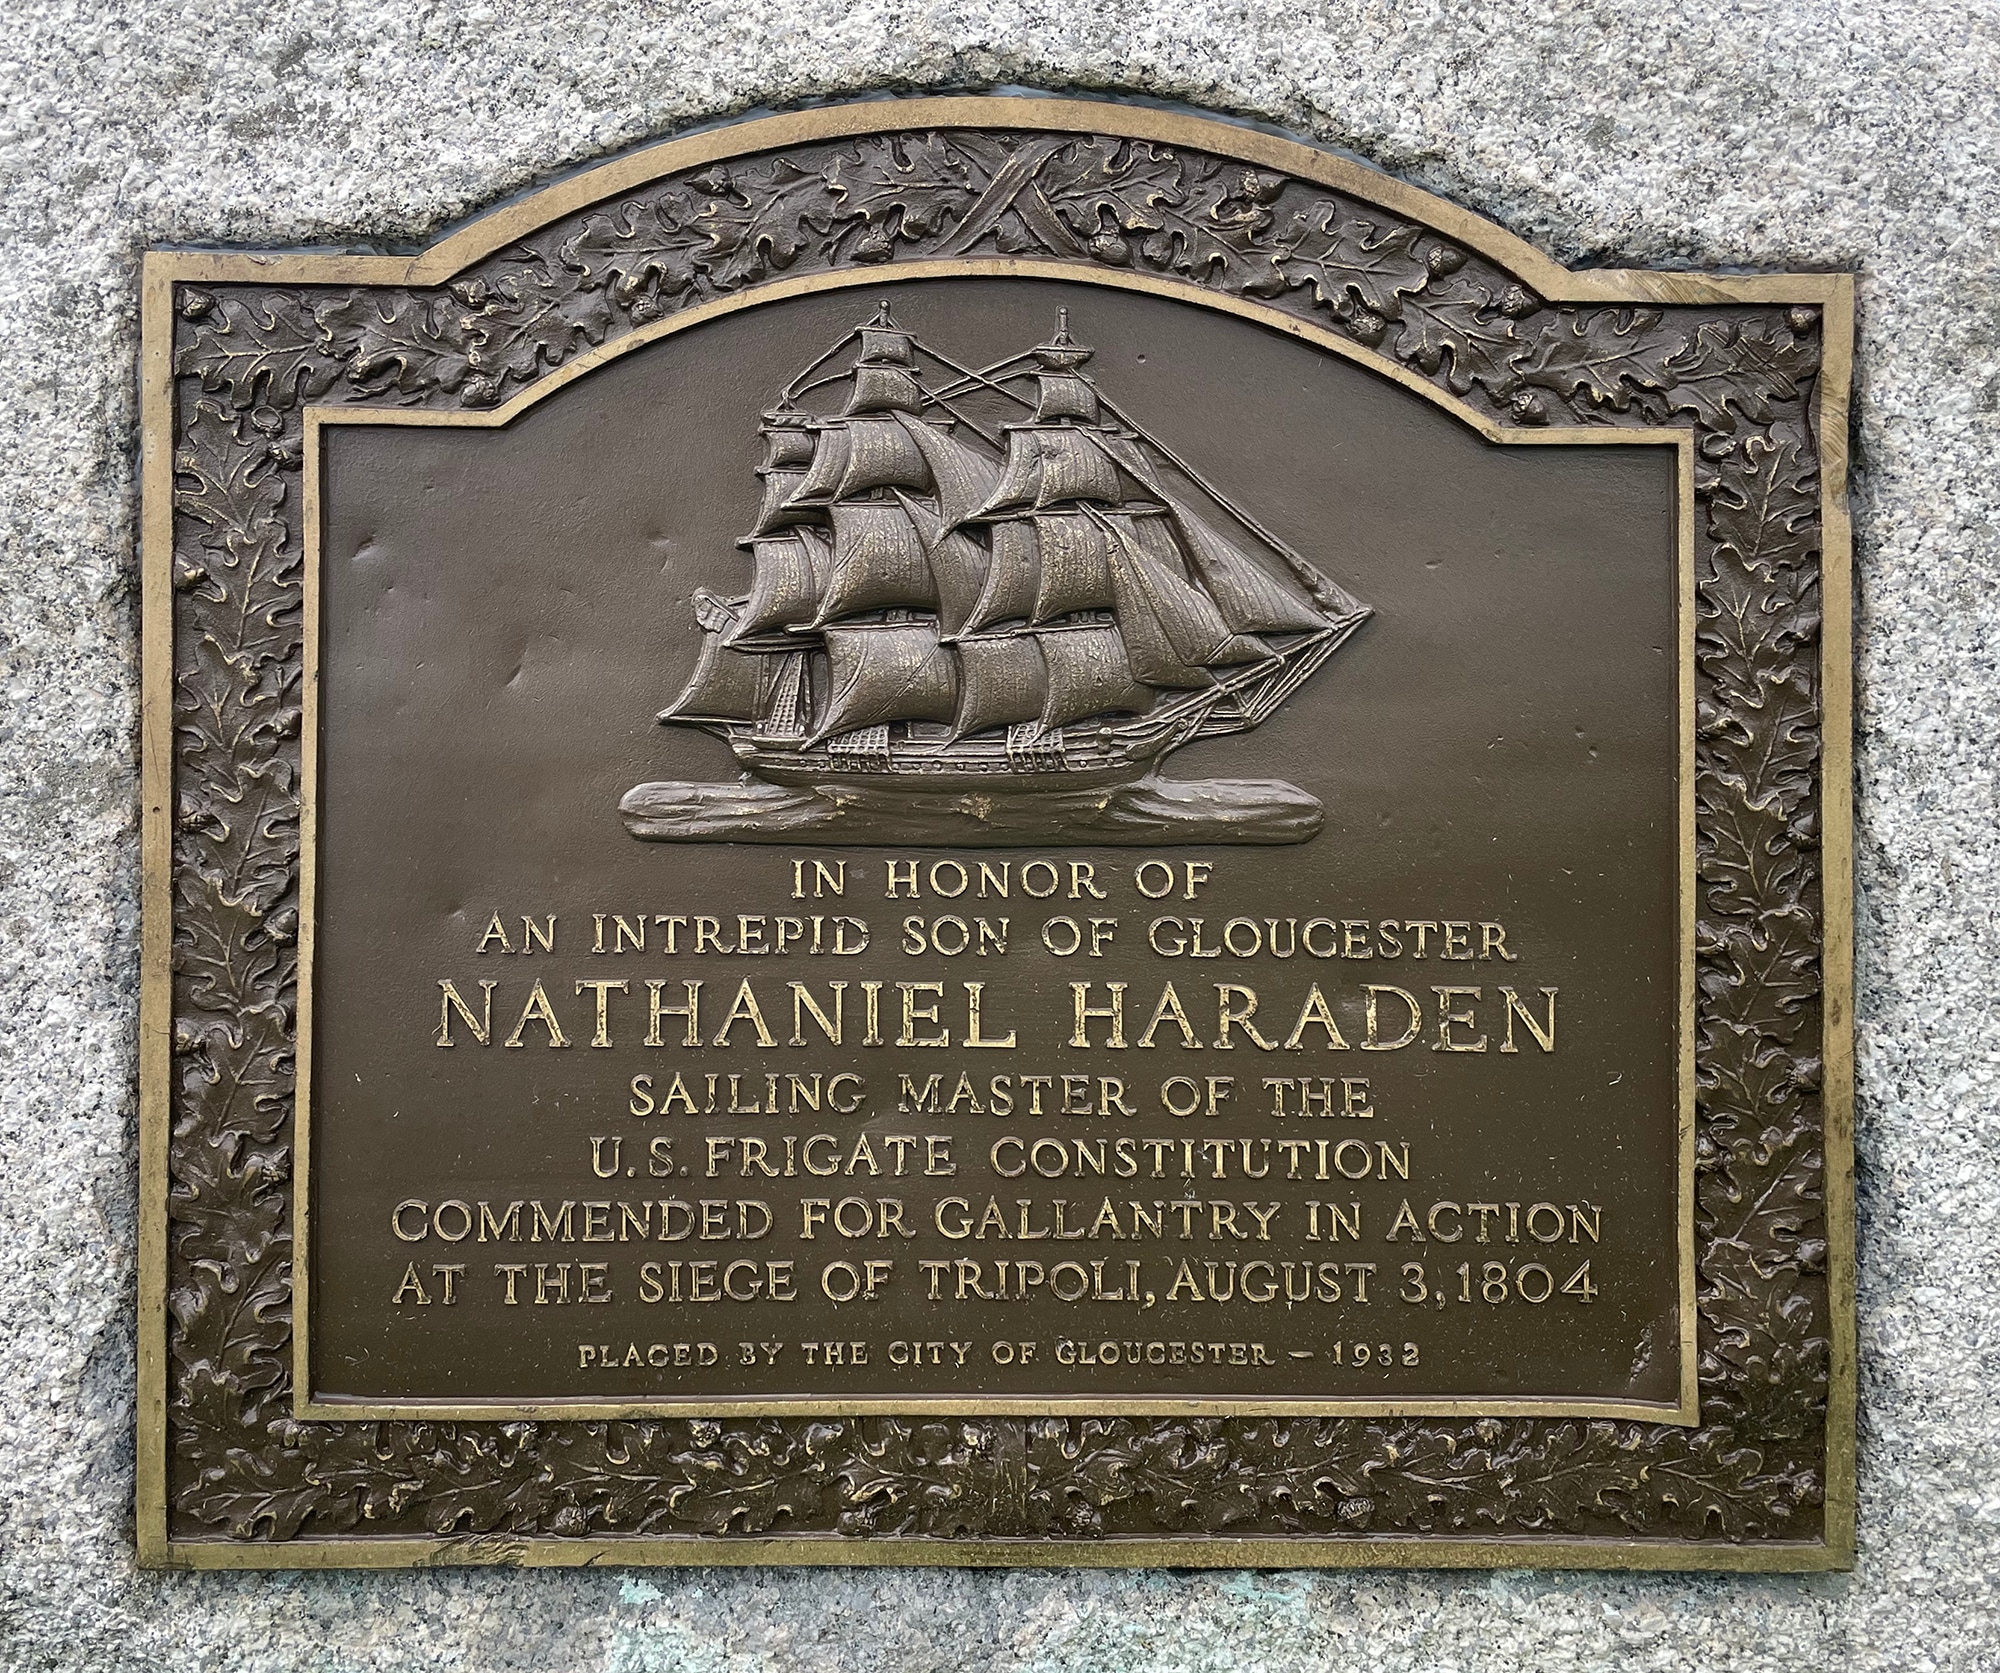 IN HONOR OF
AN INTREPID SON OF GLOUCESTER
NATHANIEL HARADEN
SAILING MASTER OF THE
U.S. FRIGATE CONSTITUTION
COMMENDED FOR GALLANTRY IN ACTION
AT THE SIEGE OF TRIPOLI, AUGUST 3, 1804
PLACED BY THE CITY OF GLOUCESTER – 1932